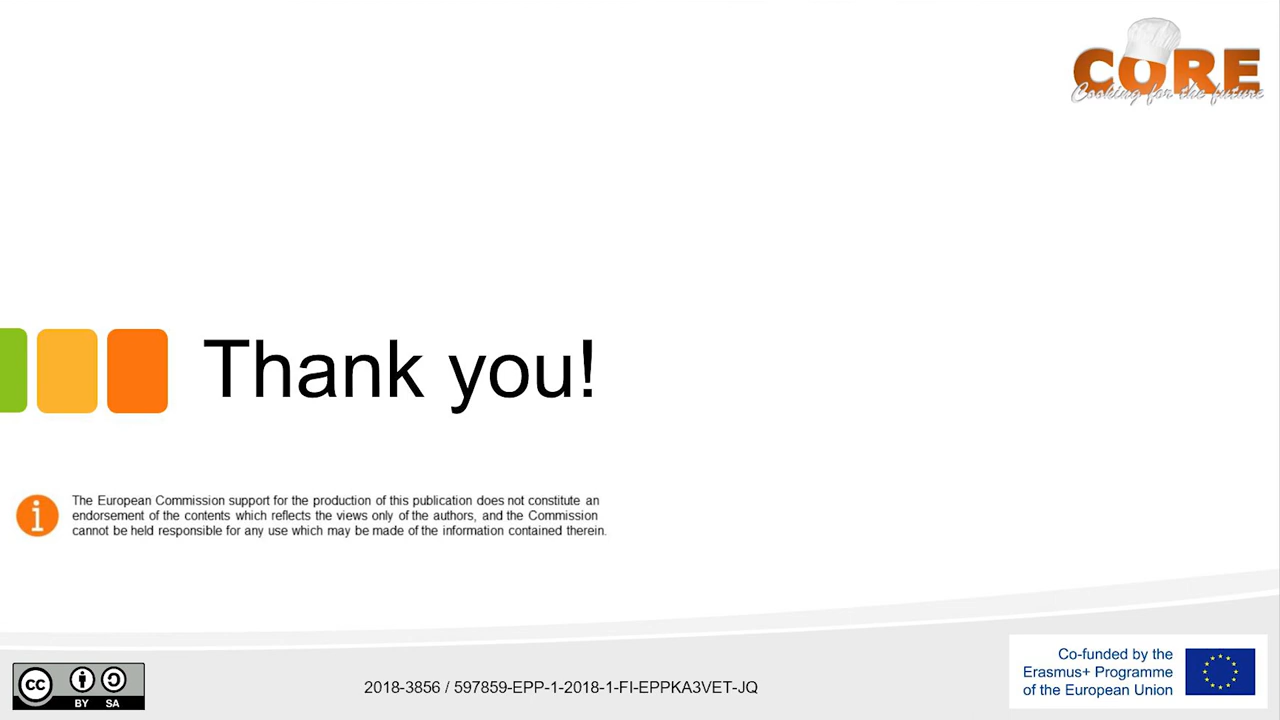 CORE
Cooking for the future
Thank you!
The European Commission support for the production of this publication does not constitute an
endorsement of the contents which reflects the views only of the authors, and the Commission
cannot be held responsible for any use which may be made of the information contained therein.
cc
BY SA
2018-3856 / 597859-EPP-1-2018-1-FI-EPPKA3VET-JQ
Co-funded by the
Erasmus+ Programme
of the European Union